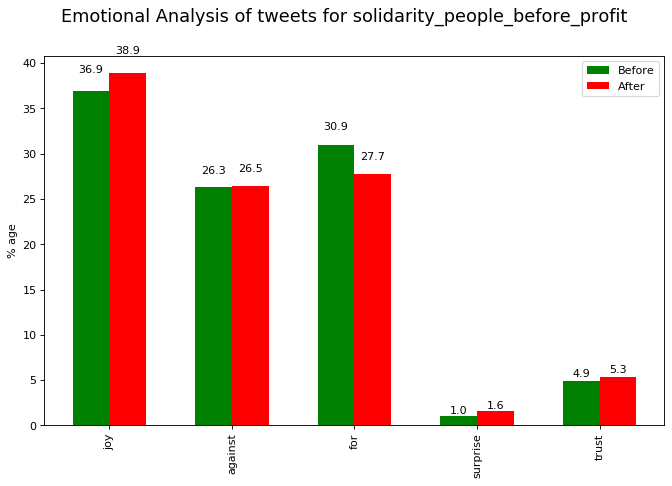 Emotional Analysis of tweets for solidarity_people_before_profit
38.9
36.9
26.3
26.5
30.9
27.7
1.0
1.6
4.9
5.3
Before
After
% age
40
35
30
25
20
15
10
5
0
joy
against
for
surprise
trust